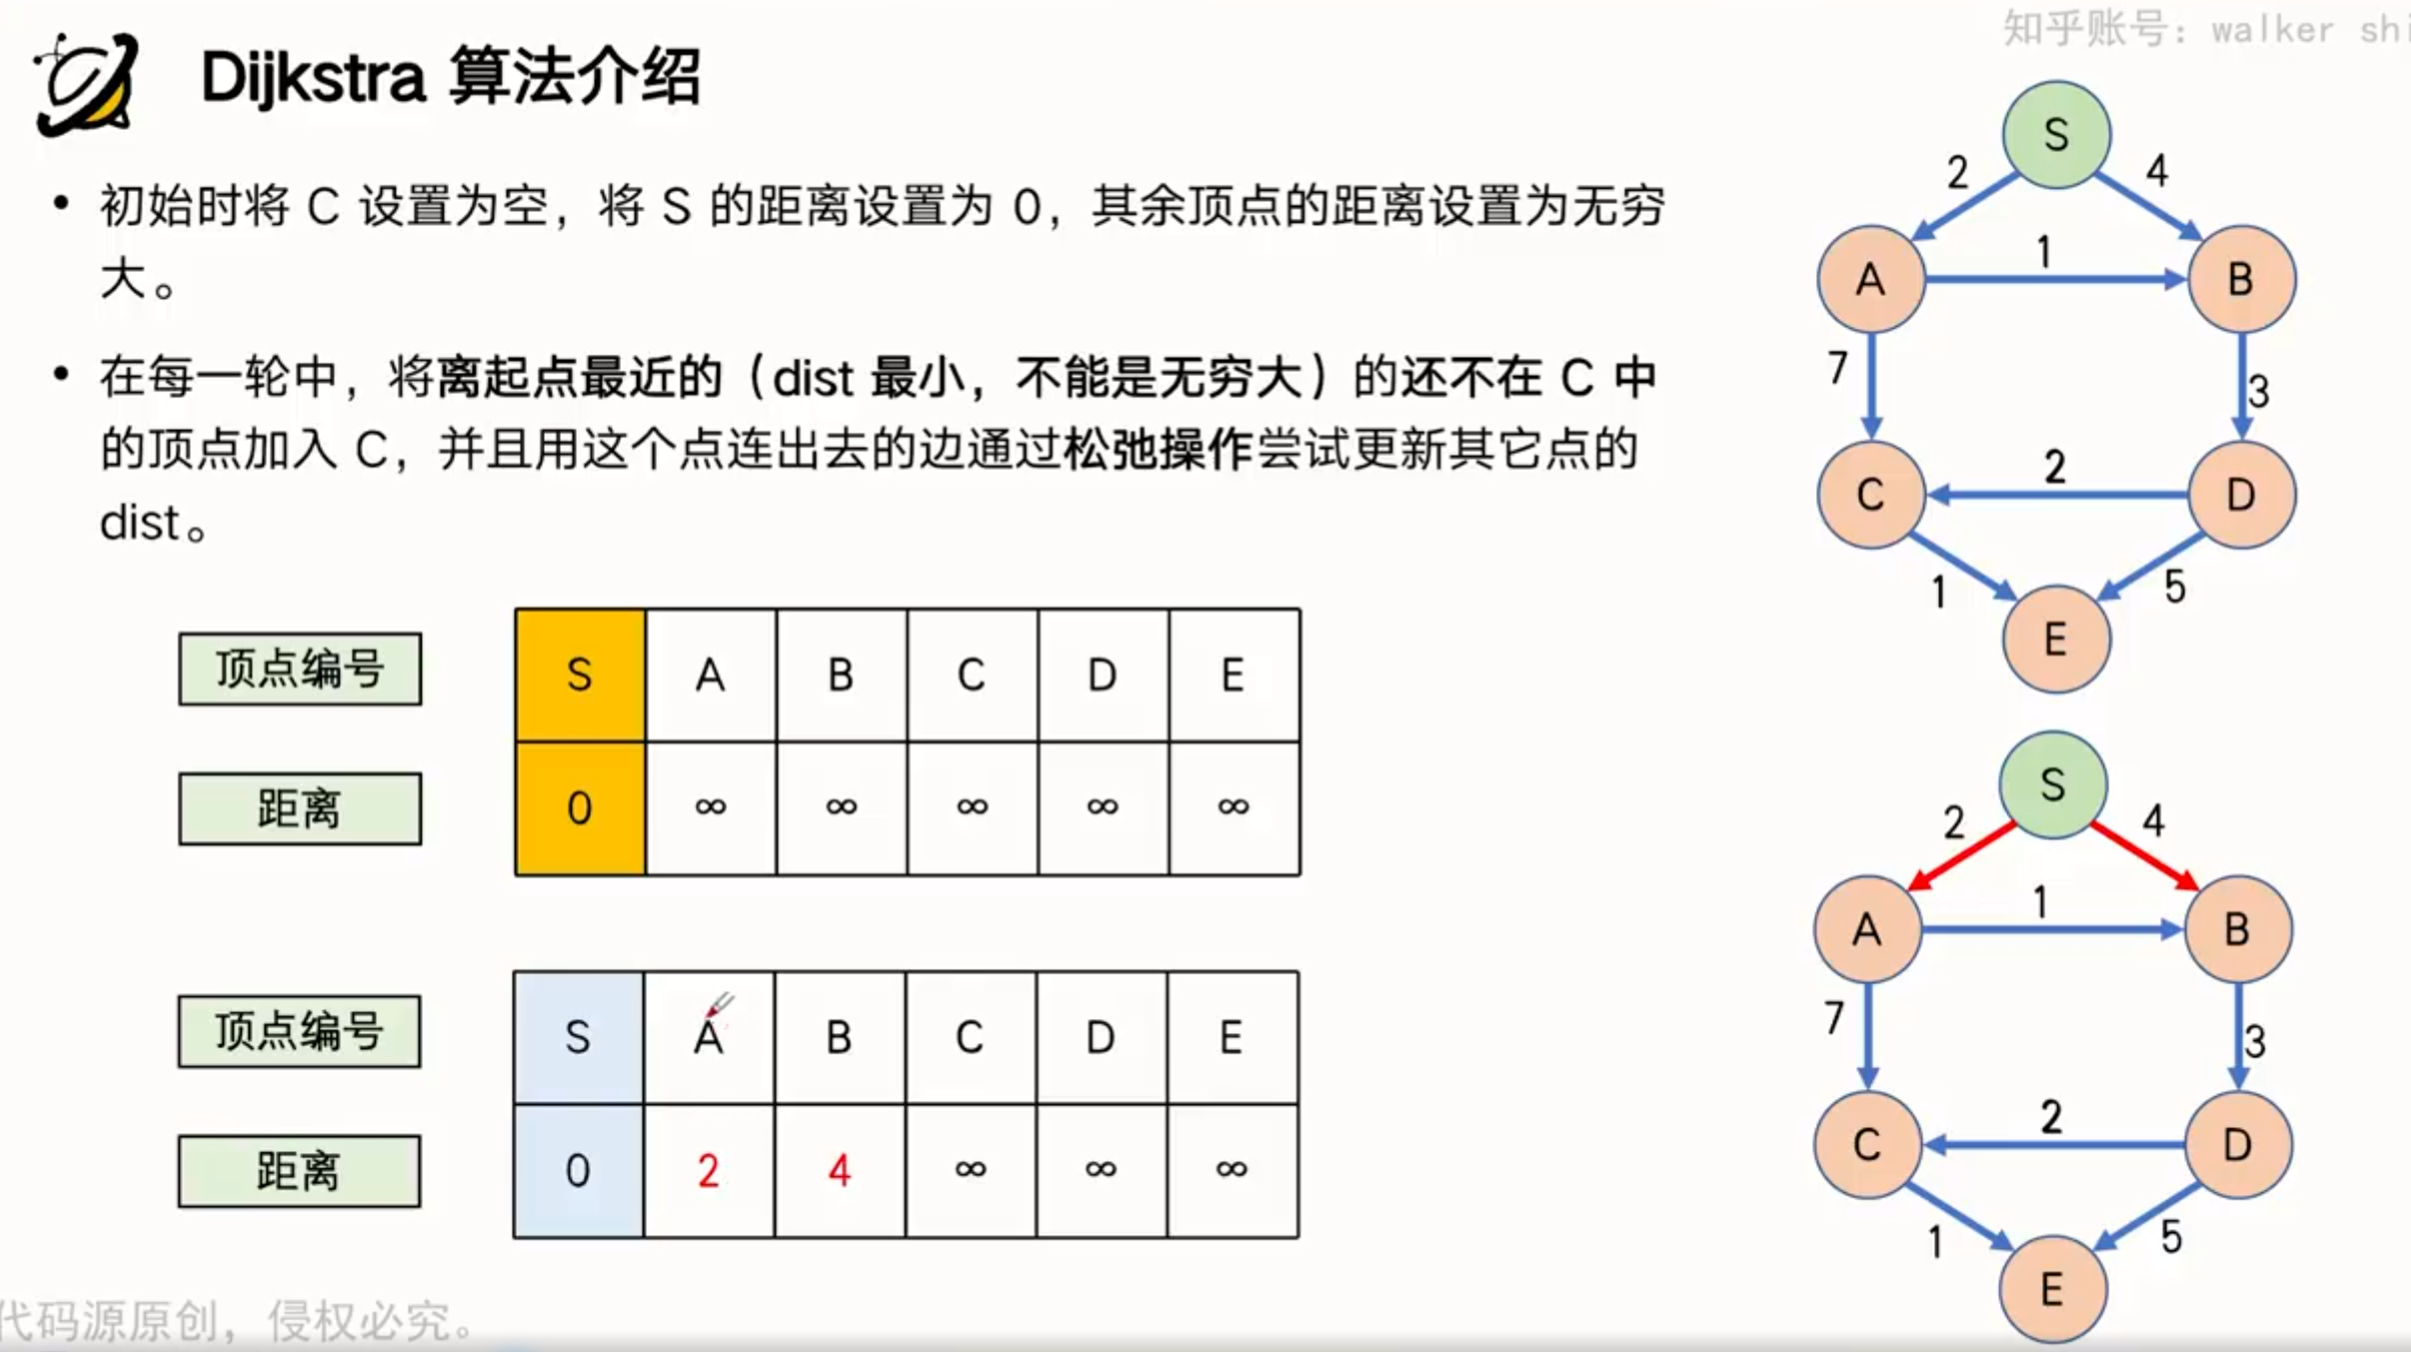 知乎账号：walker shi
Dijkstra 算法介绍
• 初始时将 C 设置为空，将 S 的距离设置为 0，其余顶点的距离设置为无穷
大。
• 在每一轮中，将离起点最近的（dist 最小，不能是无穷大）的还不在 C 中
的顶点加入 C，并且用这个点连出去的边通过松弛操作尝试更新其它点的
dist。
顶点编号 S A B C D E
距离 0 ∞ ∞ ∞ ∞ ∞
顶点编号 S A B C D E
距离 0 2 4 ∞ ∞ ∞
S
2 4
A 1 B
7 3
C 2 D
1 5
E
S
2 4
A 1 B
7 3
C 2 D
1 5
E
代码源原创，侵权必究。